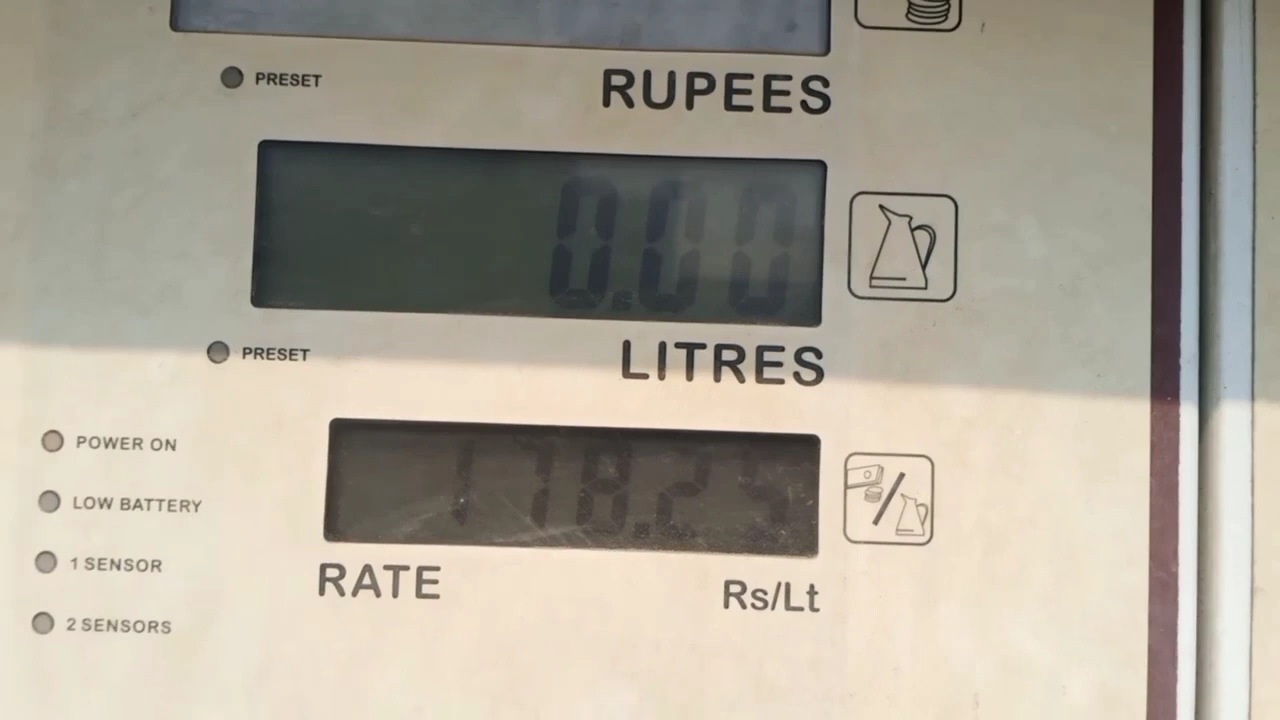 PRESET
RUPEES
0.00
PRESET
LITRES
POWER ON
LOW BATTERY
1 SENSOR
2 SENSORS
178.25
RATE
Rs/Lt